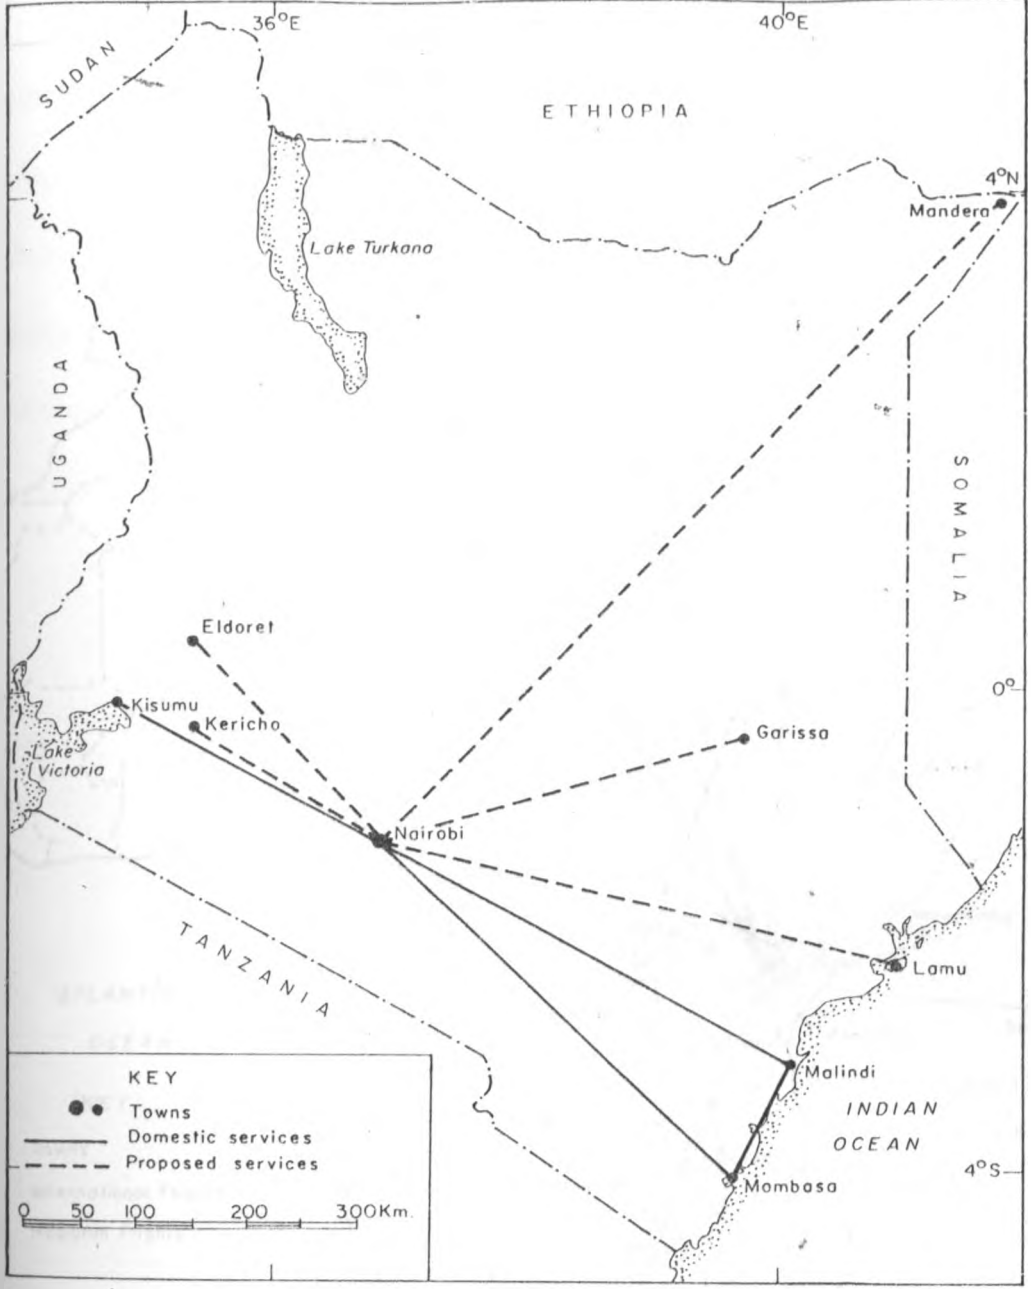 36°E
40°E
SUDAN
ETHIOPIA
4°N
Mandera
Lake Turkana
UGANDA
SOMALIA
Eldoret
0°
Kisumu
Kericho
Garissa
Lake
Victoria
Nairobi
TANZANIA
Lamu
Malindi
INDIAN
OCEAN
Mombasa
4°S
KEY
Towns
Domestic services
Proposed services
0 50 100 200 300Km.